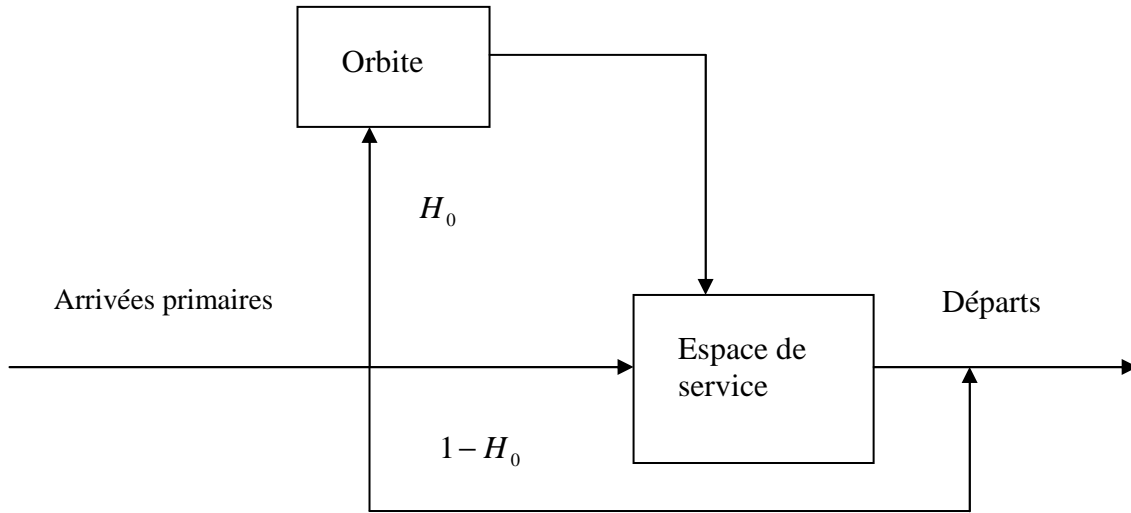 Orbite
H₀
Arrivées primaires
Départs
Espace de
service
1 – H₀